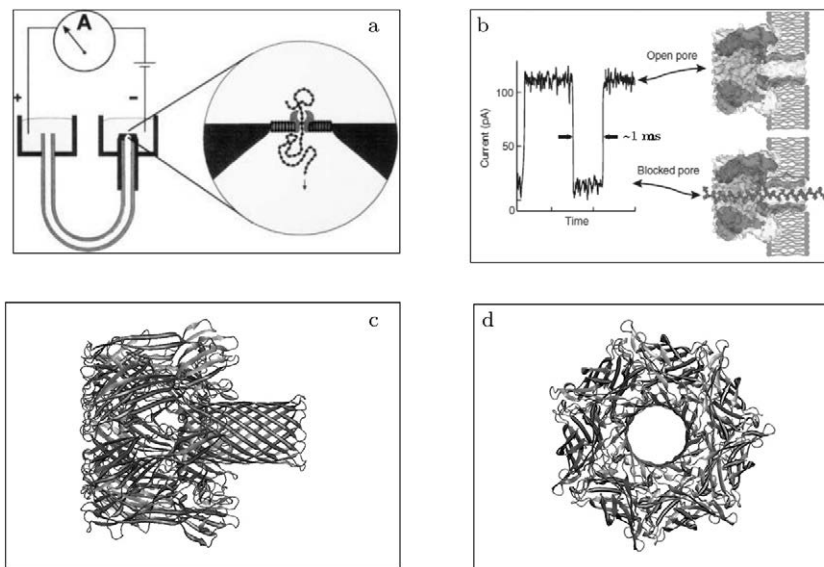 a
A
+
−
b
Open pore
100
50
0
Current (pA)
~1 ms
Blocked pore
Time
c
d